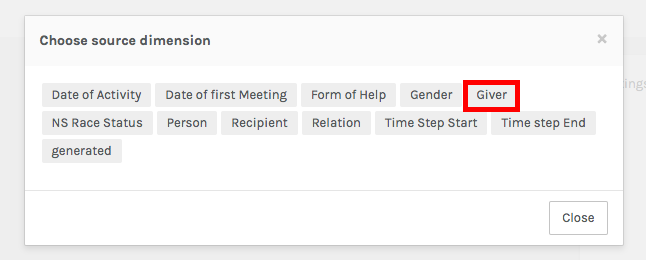 Choose source dimension ×
Date of Activity Date of first Meeting Form of Help Gender Giver
NS Race Status Person Recipient Relation Time Step Start Time step End
generated
Close